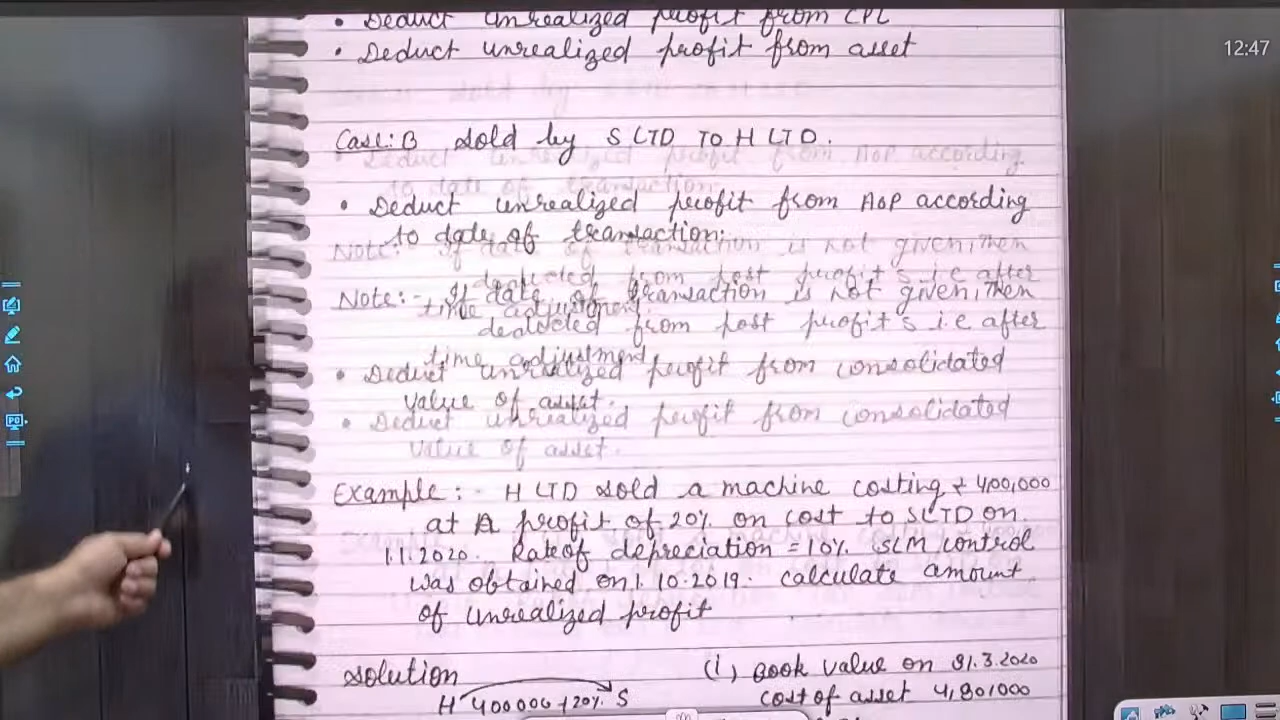 • Deduct unrealized profit from CPL
• Deduct unrealized profit from asset
12:47
Case: B sold by S LTD TO H LTD.
• Deduct unrealized profit from AOP according
to date of transaction.
Note:- If date of transaction is not given, then
deducted from post profits i.e after
time adjustment
• Deduct unrealized profit from consolidated
value of asset.
Example:- H LTD sold a machine costing ₹ 400,000
at A profit of 20% on cost to SLTD on
1.1.2020. Rate of depreciation = 10% SLM control
was obtained on 1.10.2019. calculate amount
of unrealized profit
solution
(i) Book value on 31.3.2020
H 400000+20% S
cost of asset 4,80,000